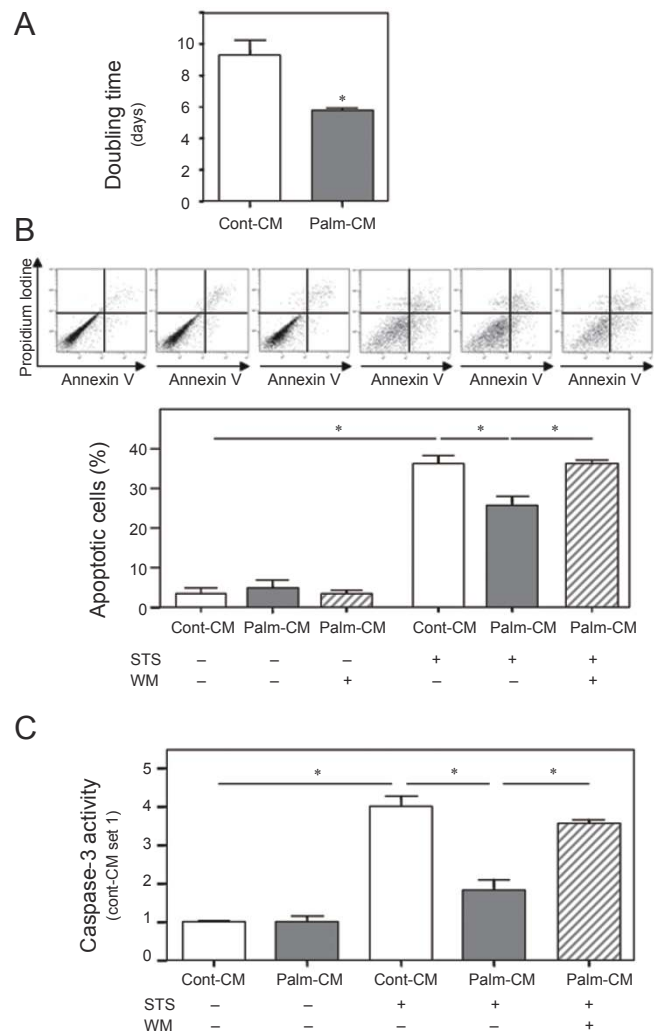 A
Doubling time
(days)
10
8
6
4
2
0
*
Cont-CM Palm-CM
B
Propidium Iodine
Annexin V Annexin V Annexin V Annexin V Annexin V Annexin V
Apoptotic cells (%)
40
30
20
10
0
* * *
Cont-CM Palm-CM Palm-CM Cont-CM Palm-CM Palm-CM
STS – – – + + +
WM – – + – – +
C
Caspase-3 activity
(cont-CM set 1)
5
4
3
2
1
0
* * *
Cont-CM Palm-CM Cont-CM Palm-CM Palm-CM
STS – – + + +
WM – – – – +